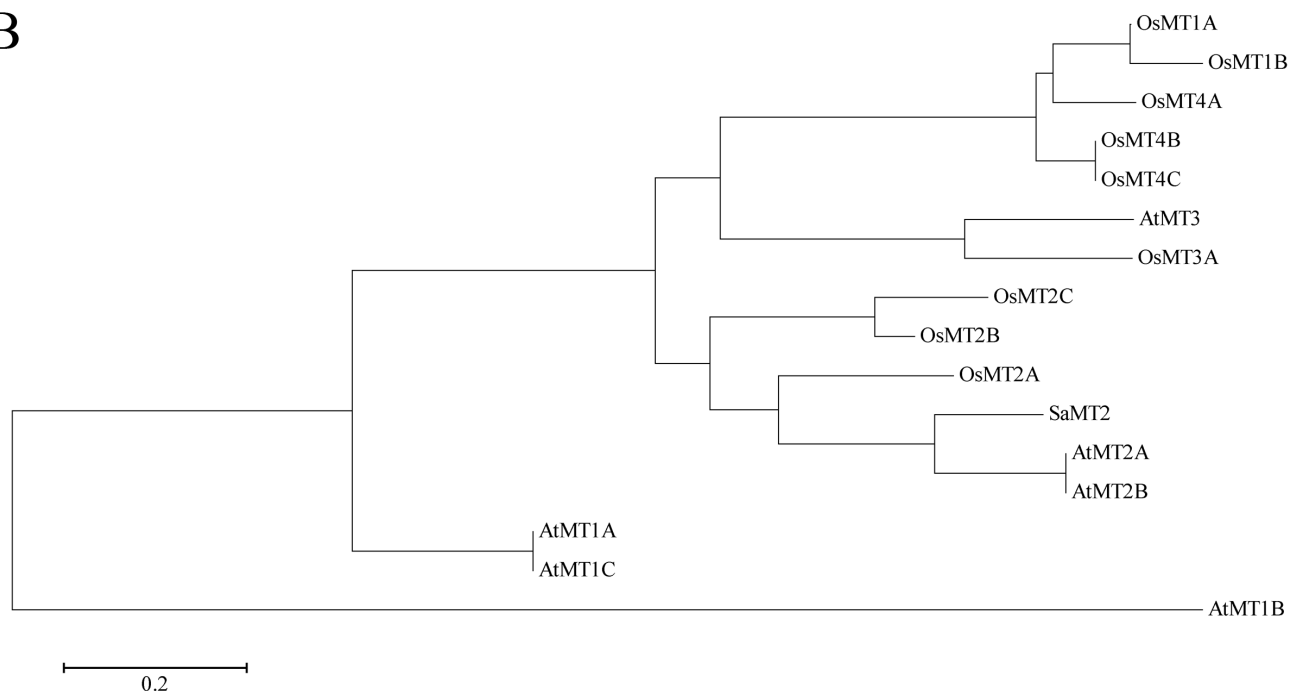 B
OsMT1A
OsMT1B
OsMT4A
OsMT4B
OsMT4C
AtMT3
OsMT3A
OsMT2C
OsMT2B
OsMT2A
SaMT2
AtMT2A
AtMT2B
AtMT1A
AtMT1C
AtMT1B
0.2